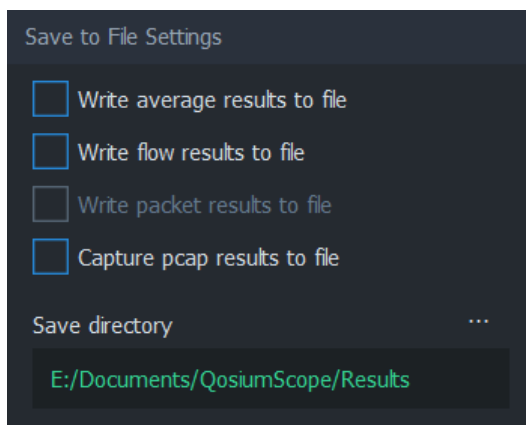 Save to File Settings
Write average results to file
Write flow results to file
Write packet results to file
Capture pcap results to file
Save directory ...
E:/Documents/QosiumScope/Results